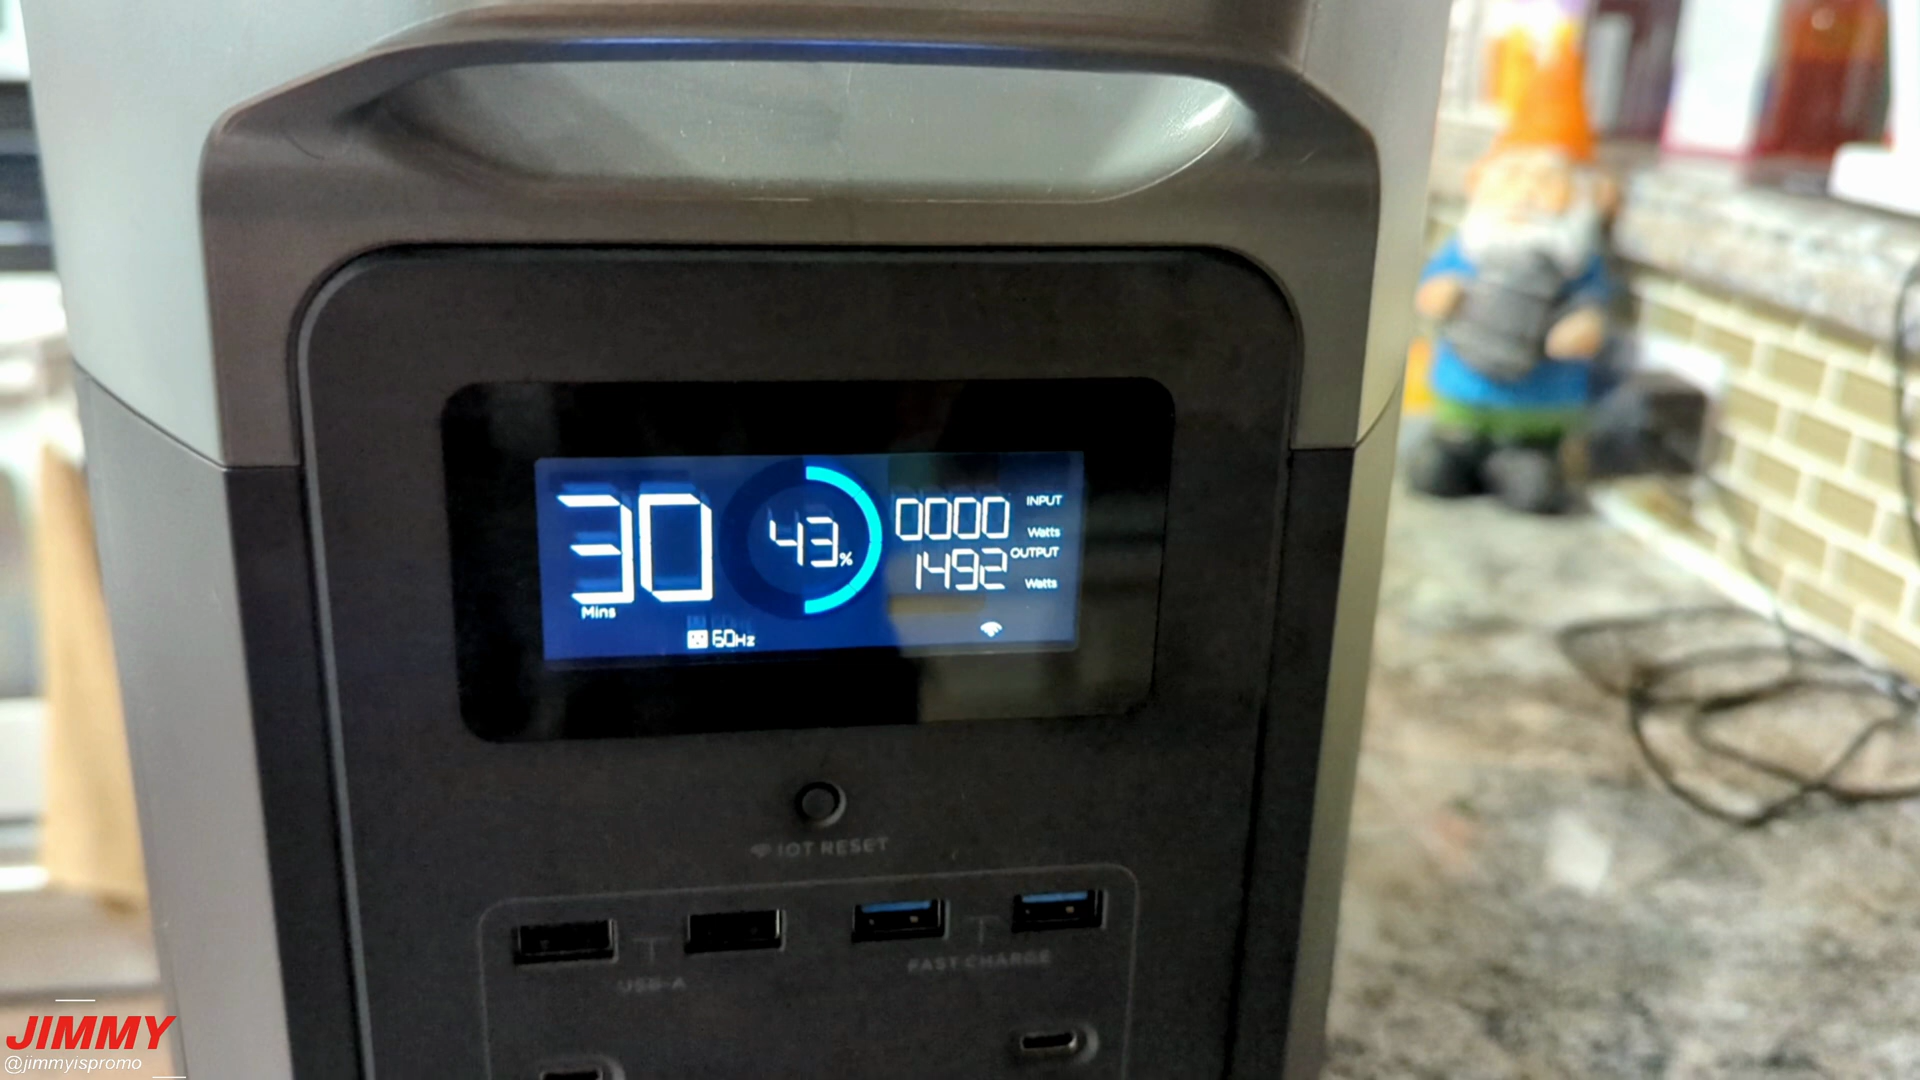 30
Mins
43%
0000 INPUT
Watts
1492 OUTPUT
Watts
60Hz
IOT RESET
USB-A
FAST CHARGE
JIMMY
@jimmyispromo